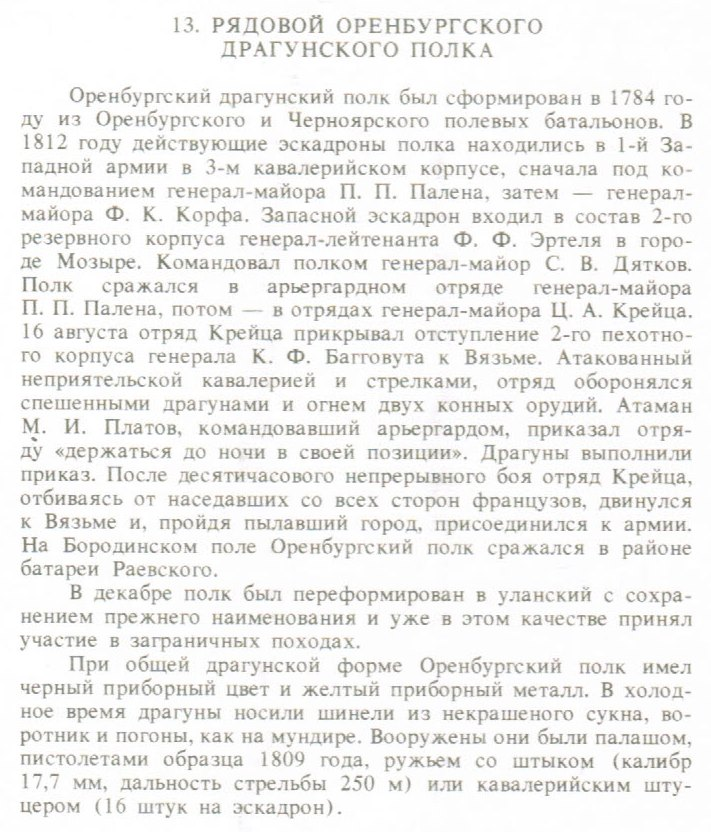 13. РЯДОВОЙ ОРЕНБУРГСКОГО
ДРАГУНСКОГО ПОЛКА
Оренбургский драгунский полк был сформирован в 1784 го-
ду из Оренбургского и Черноярского полевых батальонов. В
1812 году действующие эскадроны полка находились в 1-й За-
падной армии в 3-м кавалерийском корпусе, сначала под ко-
мандованием генерал-майора П. П. Палена, затем — генерал-
майора Ф. К. Корфа. Запасной эскадрон входил в состав 2-го
резервного корпуса генерал-лейтенанта Ф. Ф. Эртеля в горо-
де Мозыре. Командовал полком генерал-майор С. В. Дятков.
Полк сражался в арьергардном отряде генерал-майора
П. П. Палена, потом — в отрядах генерал-майора Ц. А. Крейца.
16 августа отряд Крейца прикрывал отступление 2-го пехотно-
го корпуса генерала К. Ф. Багговута к Вязьме. Атакованный
неприятельской кавалерией и стрелками, отряд оборонялся
спешенными драгунами и огнем двух конных орудий. Атаман
М. И. Платов, командовавший арьергардом, приказал отря-
ду «держаться до ночи в своей позиции». Драгуны выполнили
приказ. После десятичасового непрерывного боя отряд Крейца,
отбиваясь от наседавших со всех сторон французов, двинулся
к Вязьме и, пройдя пылавший город, присоединился к армии.
На Бородинском поле Оренбургский полк сражался в районе
батареи Раевского.
В декабре полк был переформирован в уланский с сохра-
нением прежнего наименования и уже в этом качестве принял
участие в заграничных походах.
При общей драгунской форме Оренбургский полк имел
черный приборный цвет и желтый приборный металл. В холод-
ное время драгуны носили шинели из некрашеного сукна, во-
ротник и погоны, как на мундире. Вооружены они были палашом,
пистолетами образца 1809 года, ружьем со штыком (калибр
17,7 мм, дальность стрельбы 250 м) или кавалерийским шту-
цером (16 штук на эскадрон).